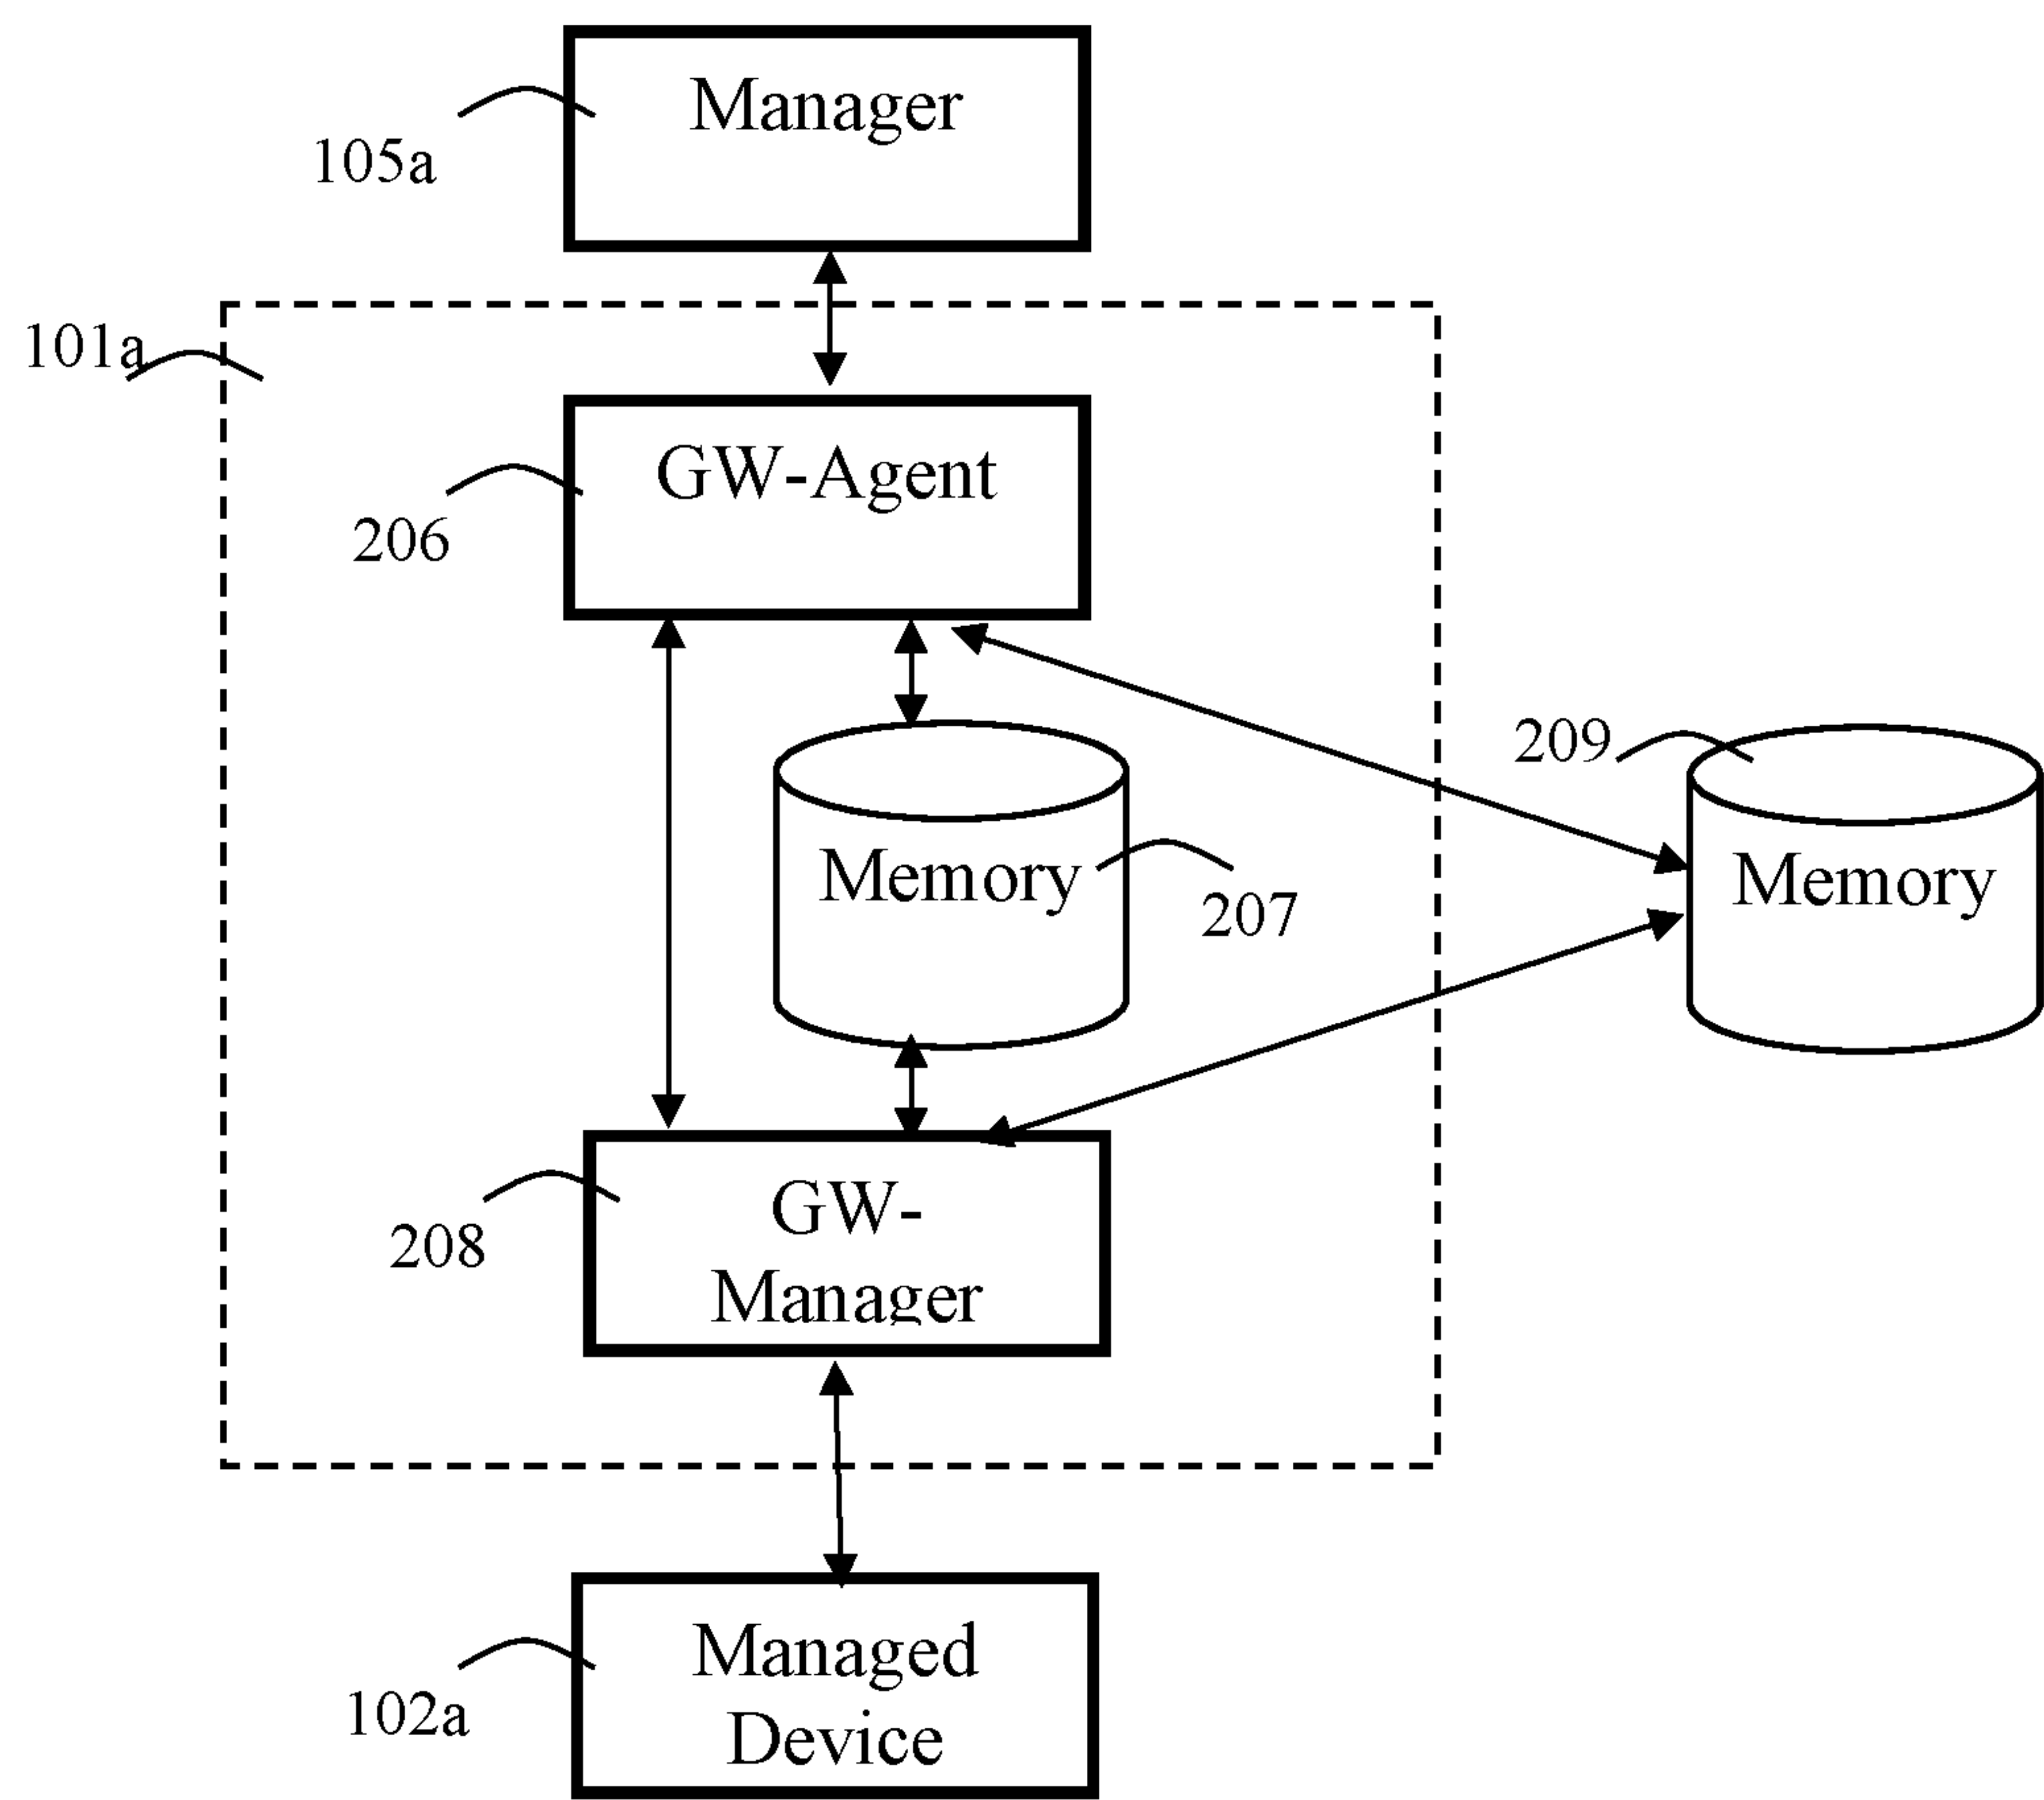 Manager
105a
101a
GW-Agent
206
209
Memory
207
Memory
GW-
Manager
208
Managed
Device
102a